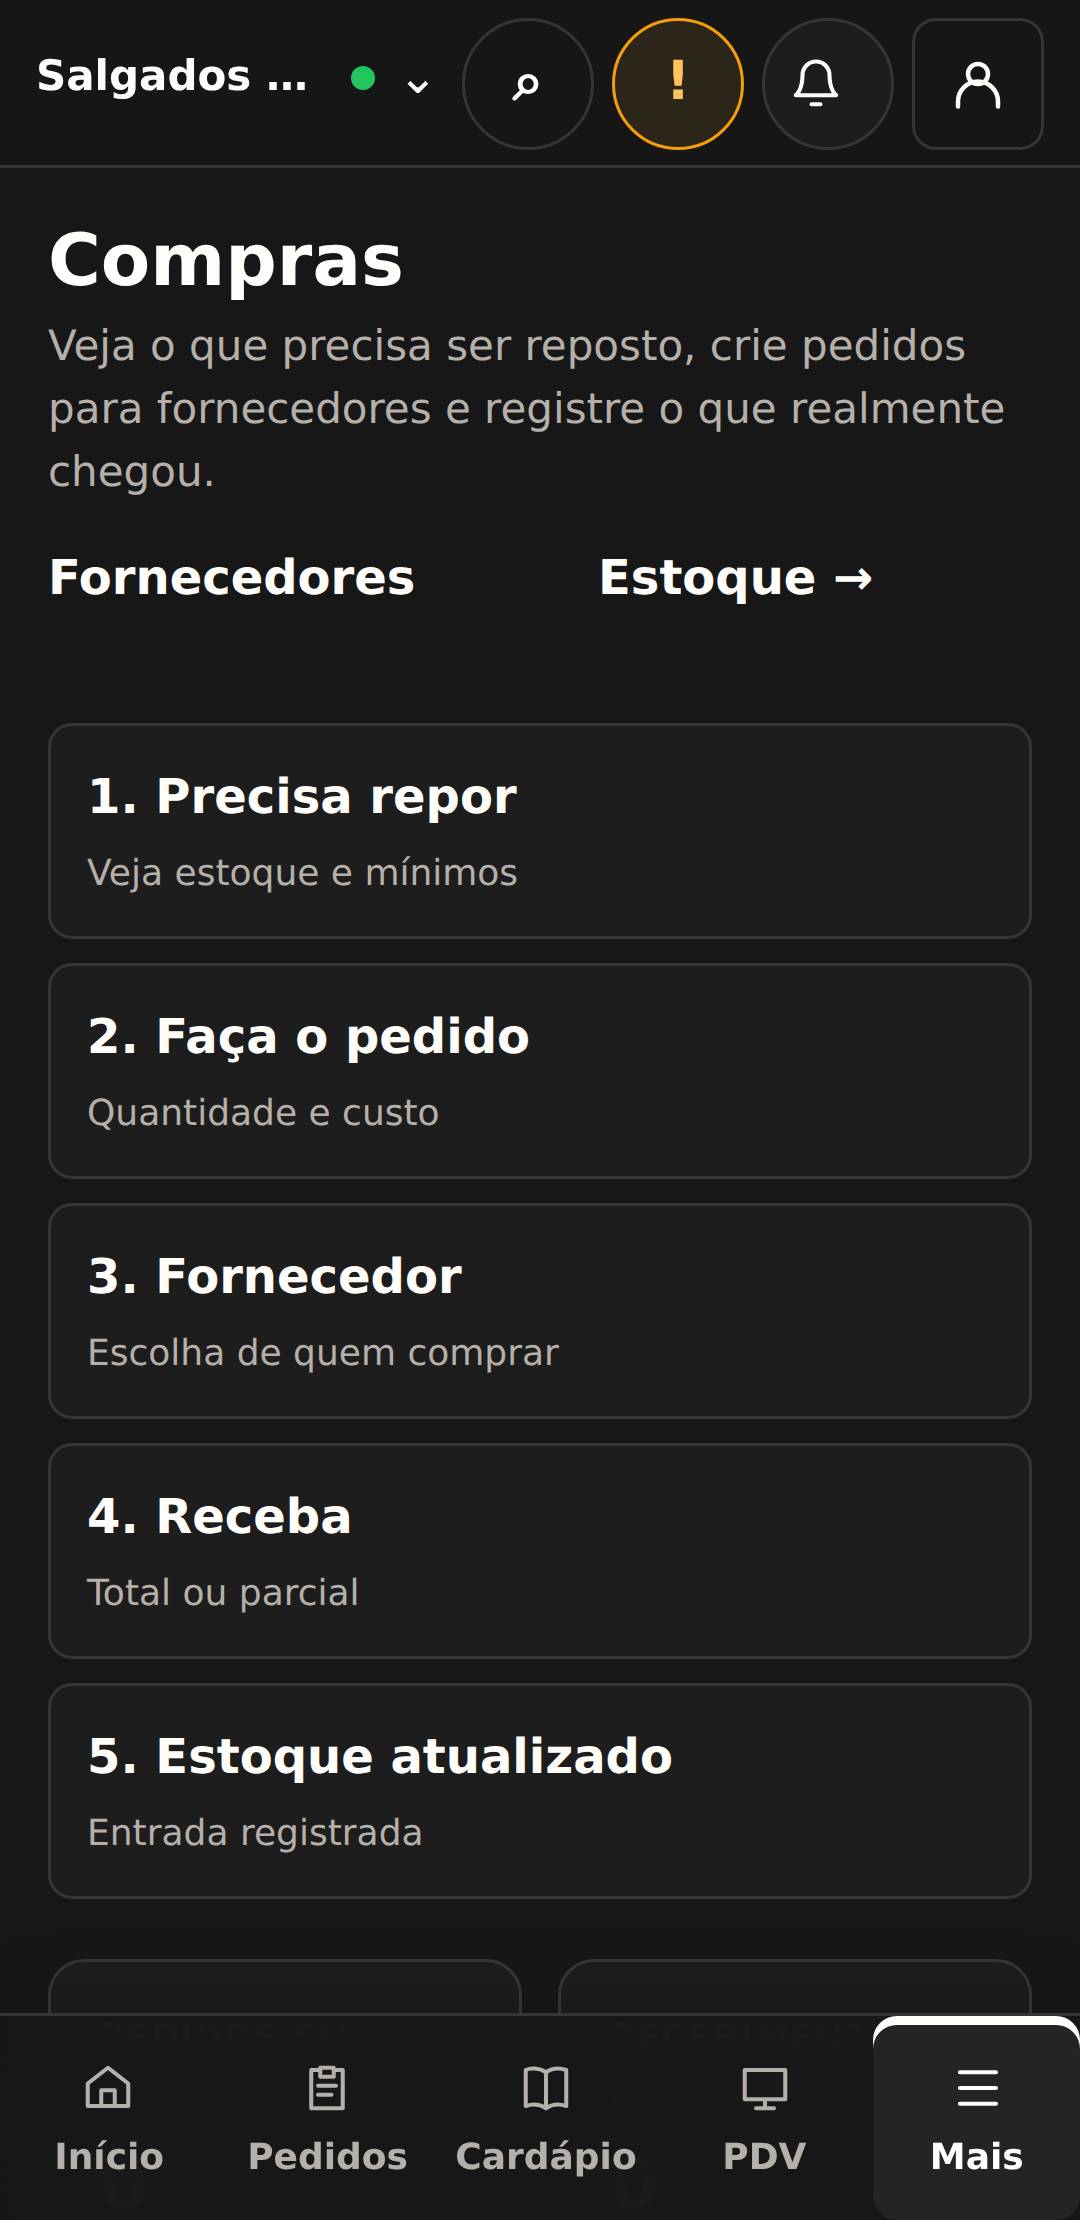 Salgados ...
!
Compras
Veja o que precisa ser reposto, crie pedidos
para fornecedores e registre o que realmente
chegou.
Fornecedores
Estoque →
1. Precisa repor
Veja estoque e mínimos
2. Faça o pedido
Quantidade e custo
3. Fornecedor
Escolha de quem comprar
4. Receba
Total ou parcial
5. Estoque atualizado
Entrada registrada
Início
Pedidos
Cardápio
PDV
Mais